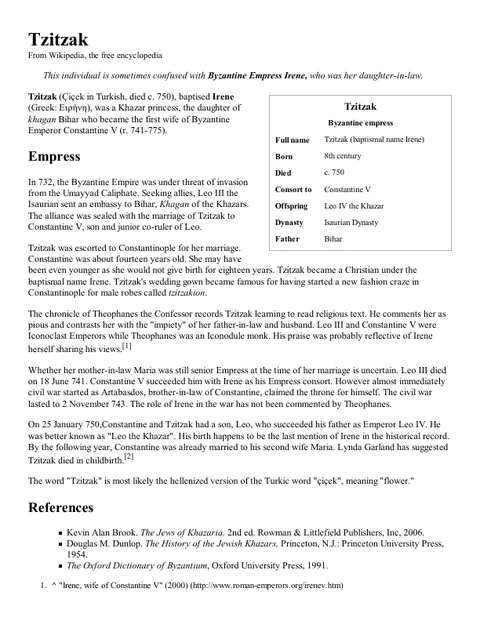 Tzitzak
From Wikipedia, the free encyclopedia
This individual is sometimes confused with Byzantine Empress Irene, who was her daughter-in-law.
Tzitzak (Çiçek in Turkish, died c. 750), baptised Irene
(Greek: Ειρήνη), was a Khazar princess, the daughter of
khagan Bihar who became the first wife of Byzantine
Emperor Constantine V (r. 741-775).
Tzitzak
Byzantine empress
Full name Tzitzak (baptismal name Irene)
Born 8th century
Died c. 750
Consort to Constantine V
Offspring Leo IV the Khazar
Dynasty Isaurian Dynasty
Father Bihar
Empress
In 732, the Byzantine Empire was under threat of invasion
from the Umayyad Caliphate. Seeking allies, Leo III the
Isaurian sent an embassy to Bihar, Khagan of the Khazars.
The alliance was sealed with the marriage of Tzitzak to
Constantine V, son and junior co-ruler of Leo.
Tzitzak was escorted to Constantinople for her marriage.
Constantine was about fourteen years old. She may have
been even younger as she would not give birth for eighteen years. Tzitzak became a Christian under the
baptismal name Irene. Tzitzak's wedding gown became famous for having started a new fashion craze in
Constantinople for male robes called tzitzakion.
The chronicle of Theophanes the Confessor records Tzitzak learning to read religious text. He comments her as
pious and contrasts her with the "impiety" of her father-in-law and husband. Leo III and Constantine V were
Iconoclast Emperors while Theophanes was an Iconodule monk. His praise was probably reflective of Irene
herself sharing his views.[1]
Whether her mother-in-law Maria was still senior Empress at the time of her marriage is uncertain. Leo III died
on 18 June 741. Constantine V succeeded him with Irene as his Empress consort. However almost immediately
civil war started as Artabasdos, brother-in-law of Constantine, claimed the throne for himself. The civil war
lasted to 2 November 743. The role of Irene in the war has not been commented by Theophanes.
On 25 January 750,Constantine and Tzitzak had a son, Leo, who succeeded his father as Emperor Leo IV. He
was better known as "Leo the Khazar". His birth happens to be the last mention of Irene in the historical record.
By the following year, Constantine was already married to his second wife Maria. Lynda Garland has suggested
Tzitzak died in childbirth.[2]
The word "Tzitzak" is most likely the hellenized version of the Turkic word "çiçek", meaning "flower."
References
Kevin Alan Brook. The Jews of Khazaria. 2nd ed. Rowman & Littlefield Publishers, Inc, 2006.
Douglas M. Dunlop. The History of the Jewish Khazars, Princeton, N.J.: Princeton University Press,
1954.
The Oxford Dictionary of Byzantium, Oxford University Press, 1991.
1. ^ "Irene, wife of Constantine V" (2000) (http://www.roman-emperors.org/irenev.htm)